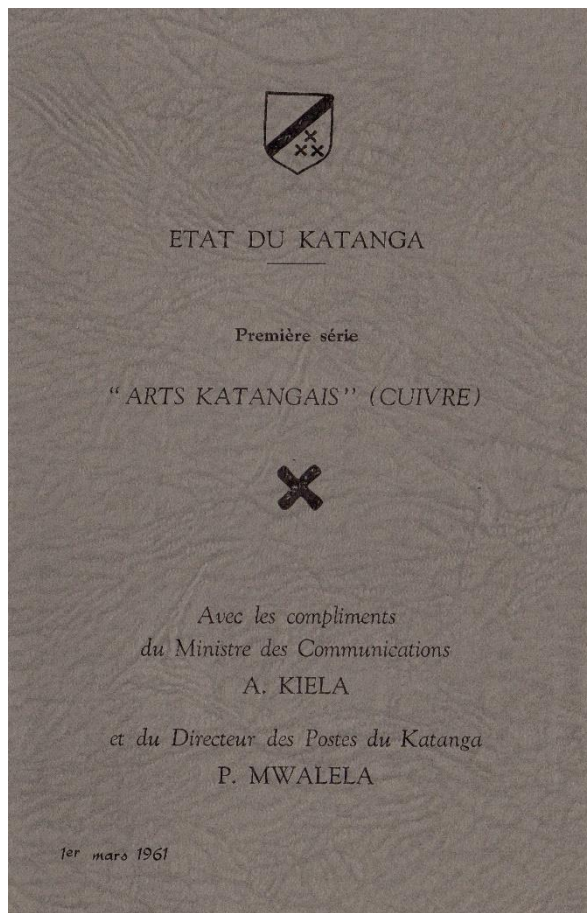 ETAT DU KATANGA
Première série
“ARTS KATANGAIS” (CUIVRE)
Avec les compliments
du Ministre des Communications
A. KIELA
et du Directeur des Postes du Katanga
P. MWALELA
1er mars 1961